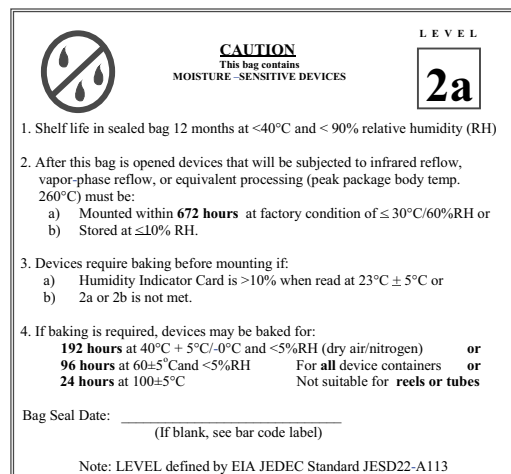 LEVEL
CAUTION
This bag contains
MOISTURE –SENSITIVE DEVICES
2a
1. Shelf life in sealed bag 12 months at <40°C and < 90% relative humidity (RH)
2. After this bag is opened devices that will be subjected to infrared reflow,
vapor-phase reflow, or equivalent processing (peak package body temp.
260°C) must be:
a) Mounted within 672 hours at factory condition of ≤ 30°C/60%RH or
b) Stored at ≤10% RH.
3. Devices require baking before mounting if:
a) Humidity Indicator Card is >10% when read at 23°C ± 5°C or
b) 2a or 2b is not met.
4. If baking is required, devices may be baked for:
192 hours at 40°C + 5°C/-0°C and <5%RH (dry air/nitrogen) or
96 hours at 60±5°Cand <5%RH For all device containers or
24 hours at 100±5°C Not suitable for reels or tubes
Bag Seal Date: ______________________________
(If blank, see bar code label)
Note: LEVEL defined by EIA JEDEC Standard JESD22-A113